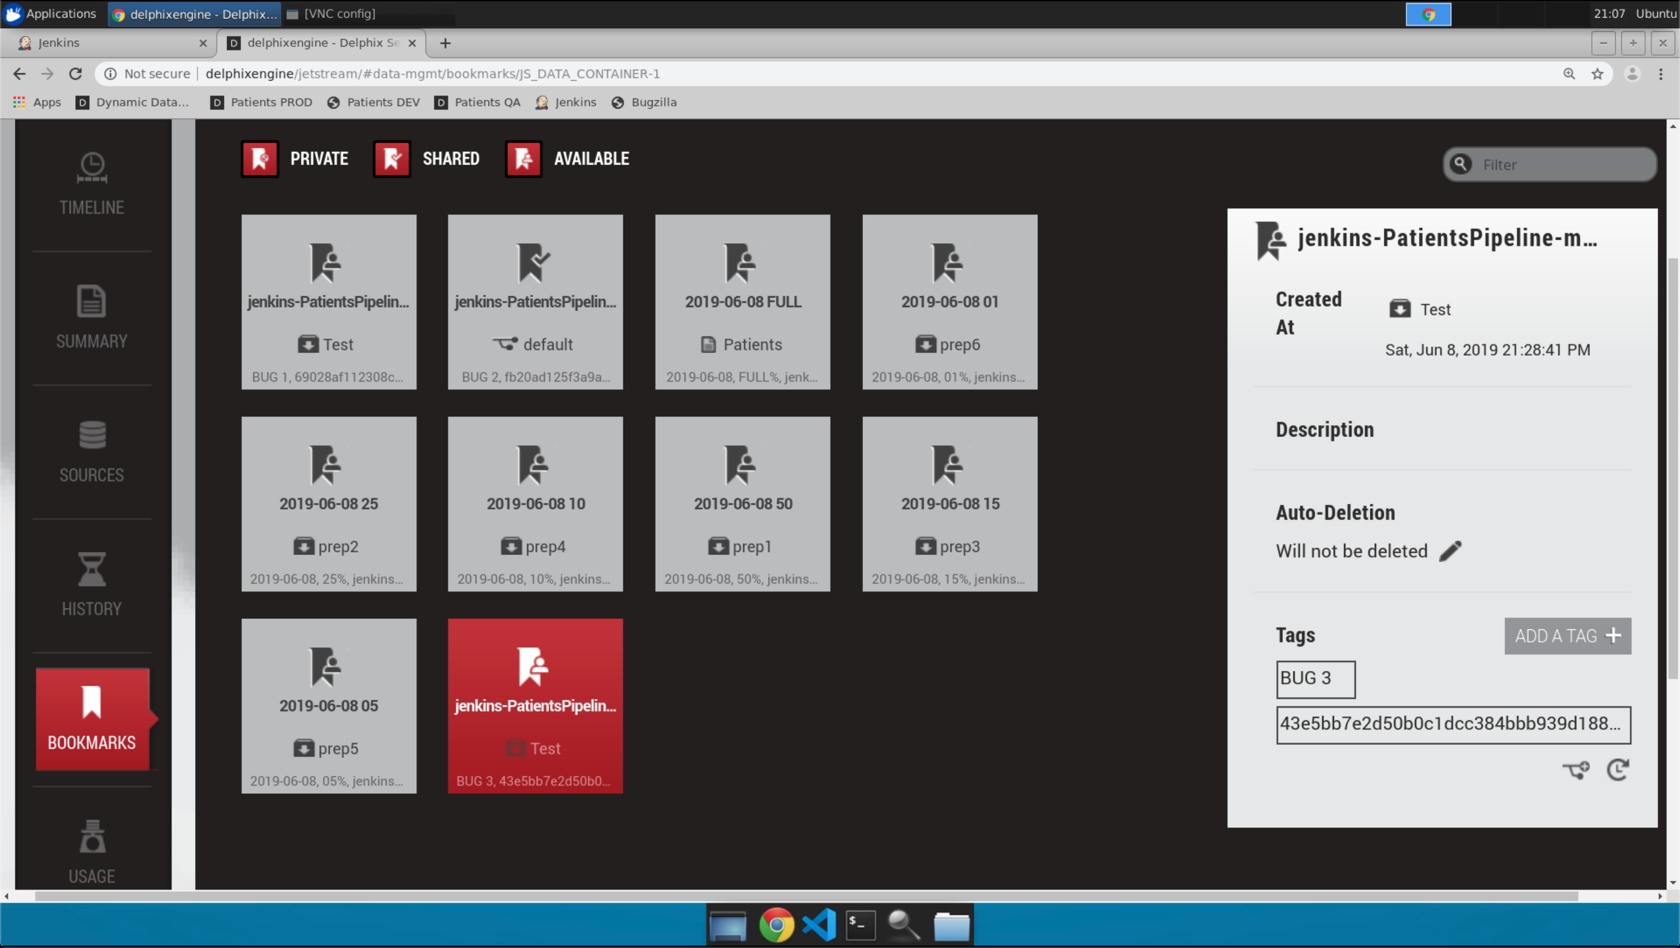 Applications
delphixengine - Delphix...
[VNC config]
21:07
Ubuntu
Jenkins
delphixengine - Delphix Se
Not secure
delphixengine/jetstream/#data-mgmt/bookmarks/JS_DATA_CONTAINER-1
Apps
Dynamic Data...
Patients PROD
Patients DEV
Patients QA
Jenkins
Bugzilla
TIMELINE
SUMMARY
SOURCES
HISTORY
BOOKMARKS
USAGE
PRIVATE
SHARED
AVAILABLE
Filter
jenkins-PatientsPipelin...
Test
BUG 1, 69028af112308c...
jenkins-PatientsPipelin...
default
BUG 2, fb20ad125f3a9a...
2019-06-08 FULL
Patients
2019-06-08, FULL%, jenk...
2019-06-08 01
prep6
2019-06-08, 01%, jenkins...
2019-06-08 25
prep2
2019-06-08, 25%, jenkins...
2019-06-08 10
prep4
2019-06-08, 10%, jenkins...
2019-06-08 50
prep1
2019-06-08, 50%, jenkins...
2019-06-08 15
prep3
2019-06-08, 15%, jenkins...
2019-06-08 05
prep5
2019-06-08, 05%, jenkins...
jenkins-PatientsPipelin...
Test
BUG 3, 43e5bb7e2d50b0...
jenkins-PatientsPipeline-m...
Created
At
Test
Sat, Jun 8, 2019 21:28:41 PM
Description
Auto-Deletion
Will not be deleted
Tags
ADD A TAG
BUG 3
43e5bb7e2d50b0c1dcc384bbb939d188...